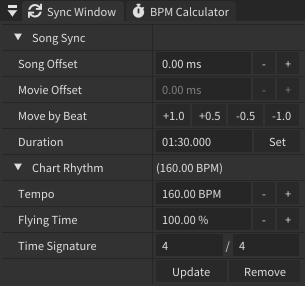 Sync Window BPM Calculator
Song Sync
Song Offset 0.00 ms - +
Movie Offset 0.00 ms - +
Move by Beat +1.0 +0.5 -0.5 -1.0
Duration 01:30.000 Set
Chart Rhythm (160.00 BPM)
Tempo 160.00 BPM - +
Flying Time 100.00 % - +
Time Signature 4 / 4
Update Remove